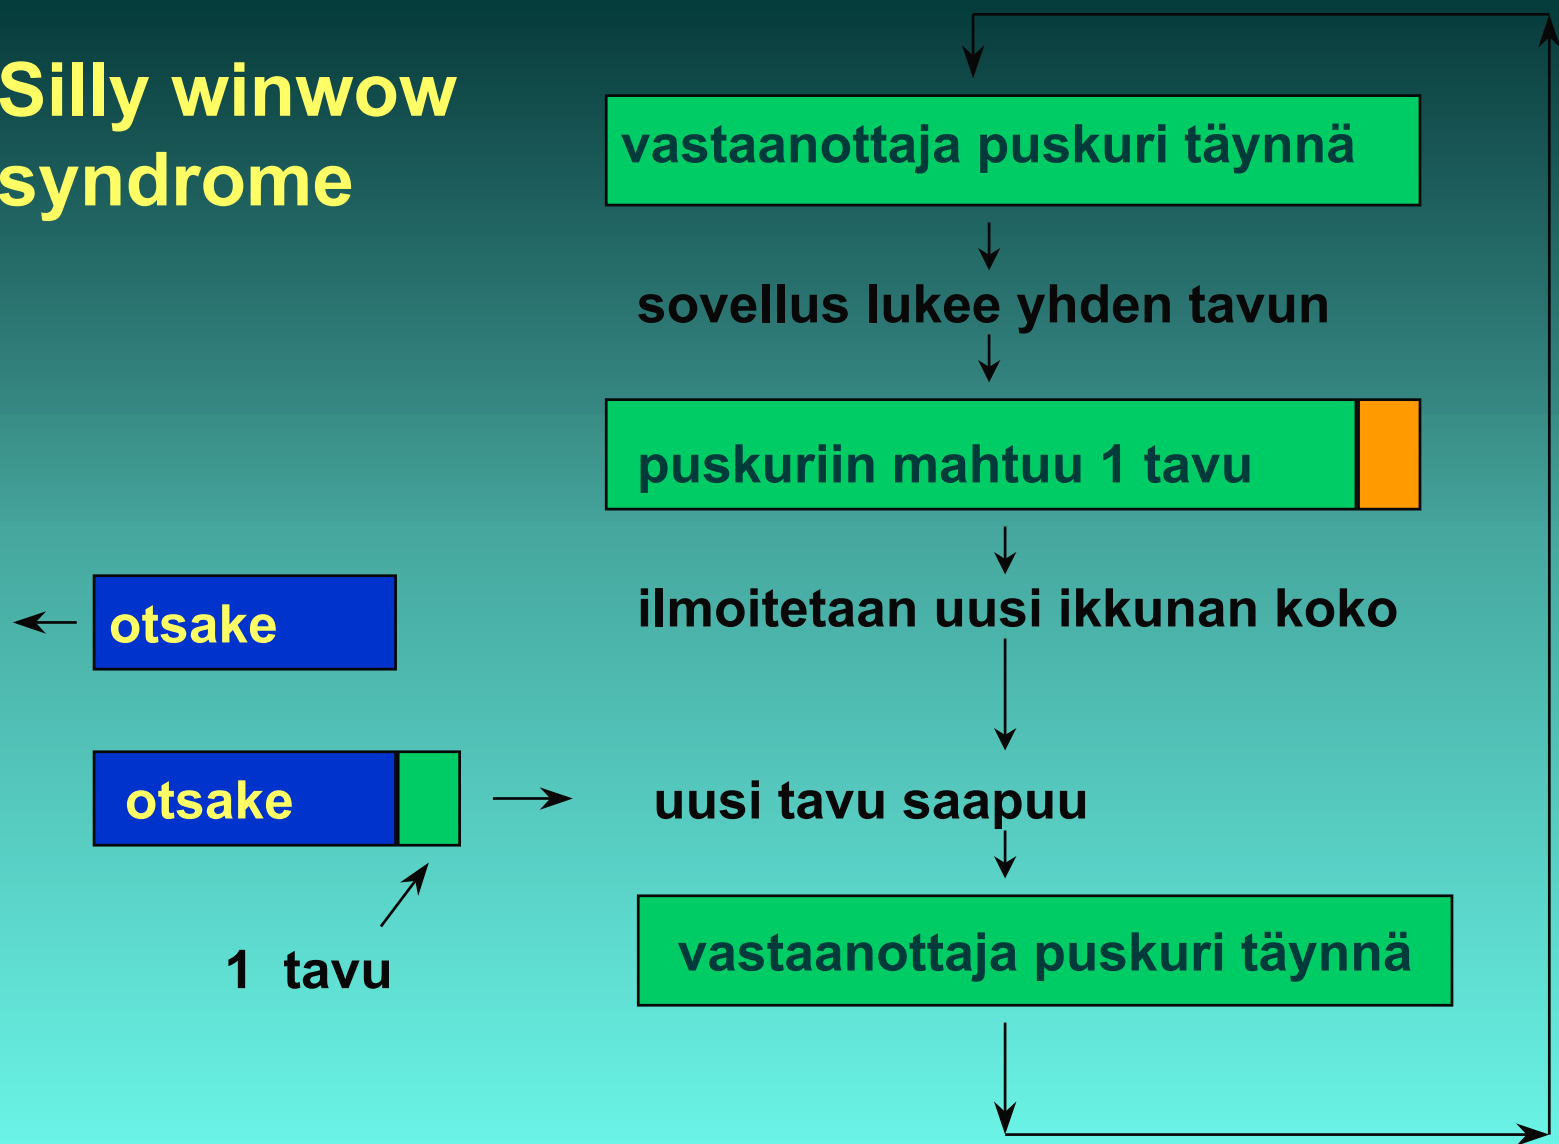 Silly winwow
syndrome
vastaanottaja puskuri täynnä
sovellus lukee yhden tavun
puskuriin mahtuu 1 tavu
ilmoitetaan uusi ikkunan koko
otsake
otsake
uusi tavu saapuu
1 tavu
vastaanottaja puskuri täynnä